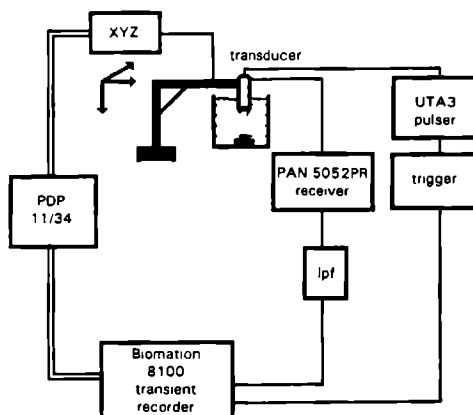 XYZ
transducer
UTA3
pulser
PAN 5052PR
receiver
trigger
PDP
11/34
lpf
Biomation
8100
transient
recorder